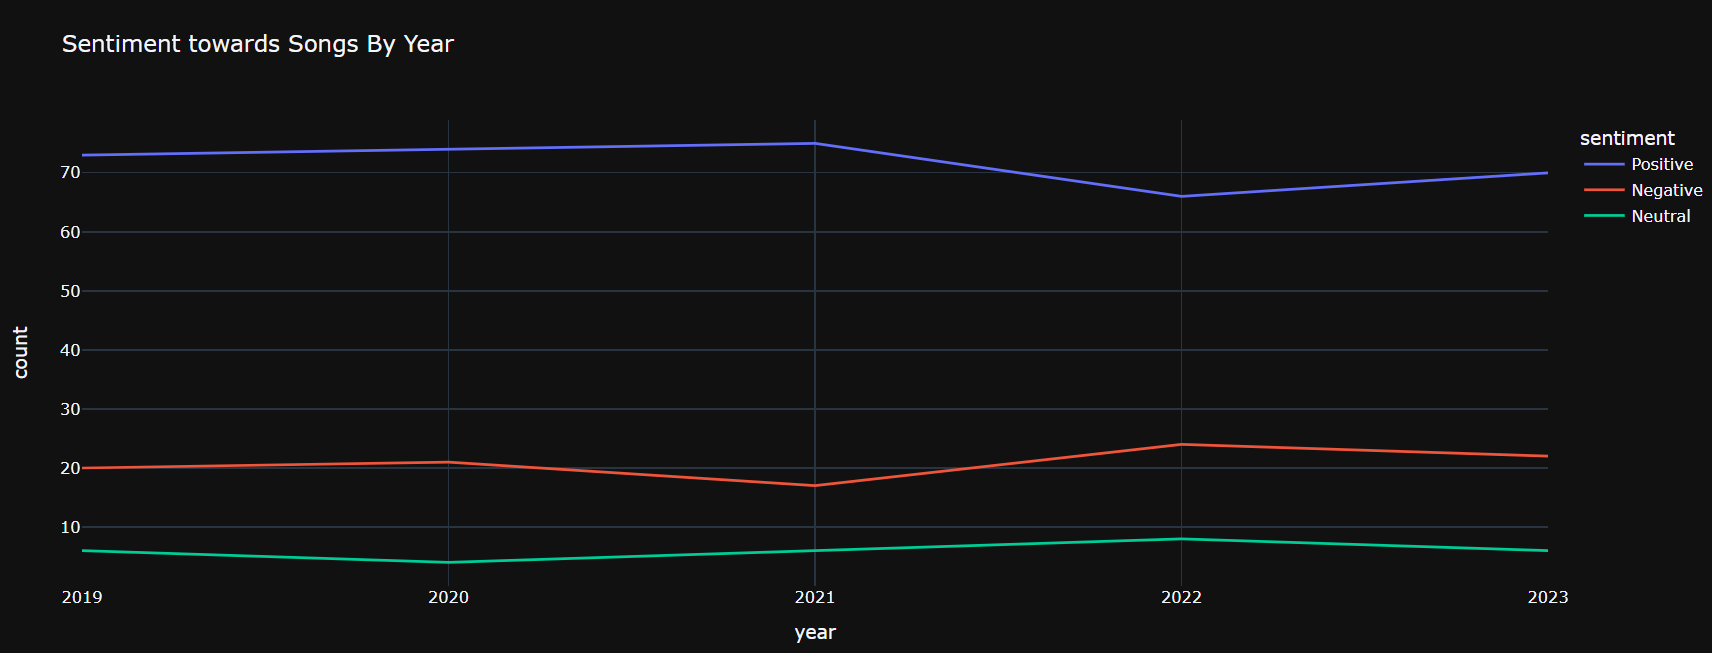 Sentiment towards Songs By Year
sentiment
Positive
Negative
Neutral
count
70
60
50
40
30
20
10
2019 2020 2021 2022 2023
year